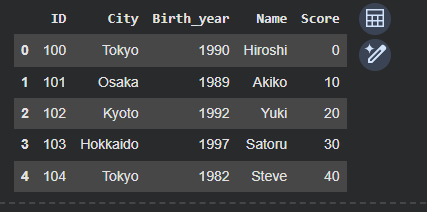 ID City Birth_year Name Score
0 100 Tokyo 1990 Hiroshi 0
1 101 Osaka 1989 Akiko 10
2 102 Kyoto 1992 Yuki 20
3 103 Hokkaido 1997 Satoru 30
4 104 Tokyo 1982 Steve 40